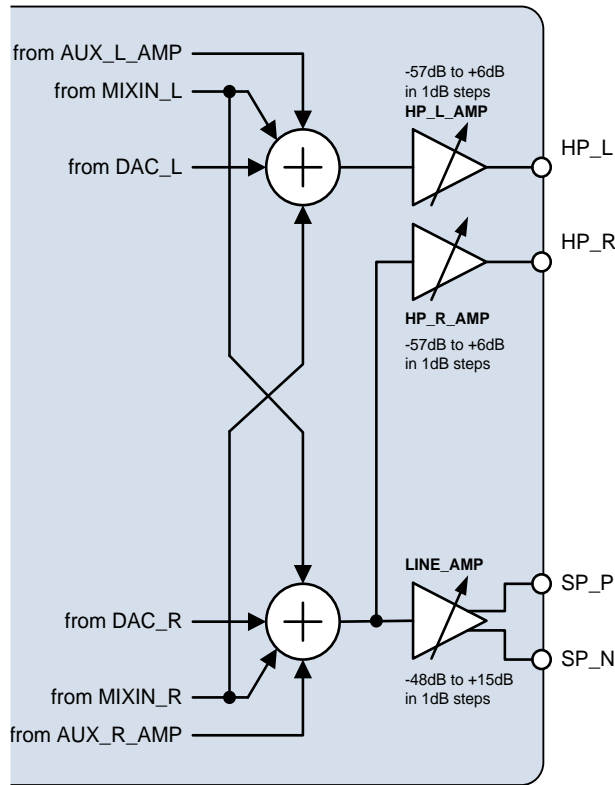 from AUX_L_AMP
from MIXIN_L
from DAC_L
-57dB to +6dB
in 1dB steps
HP_L_AMP
HP_L
HP_R
HP_R_AMP
-57dB to +6dB
in 1dB steps
LINE_AMP
SP_P
SP_N
-48dB to +15dB
in 1dB steps
from DAC_R
from MIXIN_R
from AUX_R_AMP